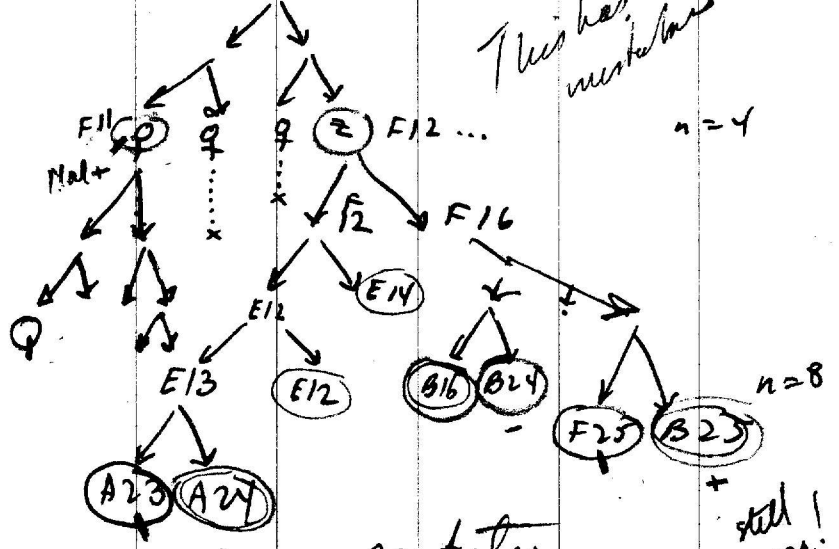 This has
mistakes
F11 Q Q Q Z F12 ...
n = 4
Mal+
F2 F16
E12 E14
Q
E13 E12 B16 B24 n = 8
-
F25 B25
+
A23 A24
still !